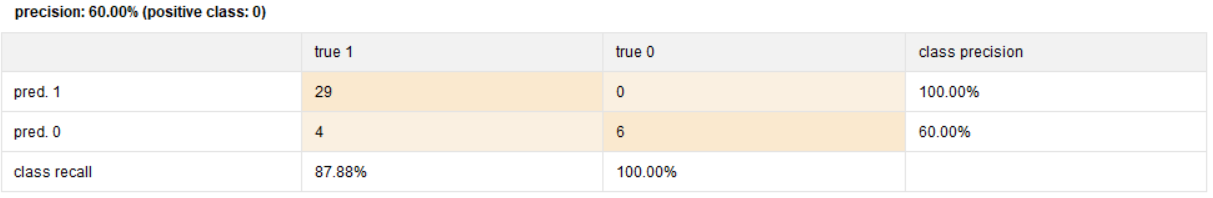 precision: 60.00% (positive class: 0)
true 1 true 0 class precision
pred. 1 29 0 100.00%
pred. 0 4 6 60.00%
class recall 87.88% 100.00%